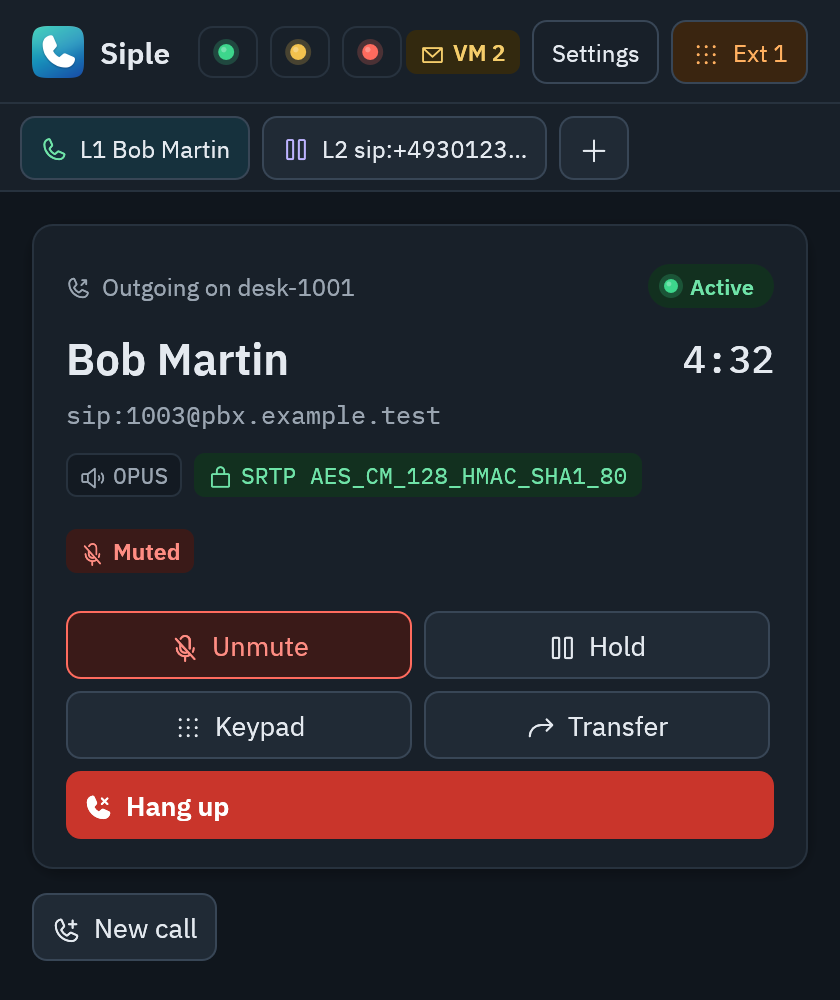 Siple VM 2 Settings Ext 1
L1 Bob Martin L2 sip:+4930123...
Outgoing on desk-1001 Active
Bob Martin 4:32
sip:1003@pbx.example.test
OPUS SRTP AES_CM_128_HMAC_SHA1_80
Muted
Unmute Hold
Keypad Transfer
Hang up
New call